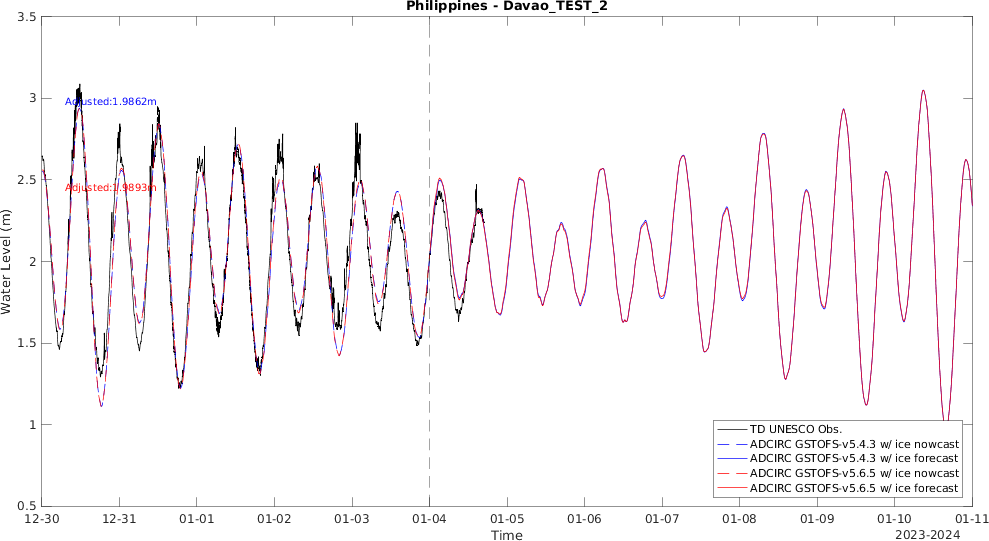 Philippines - Davao_TEST_2
3.5
3
2.5
2
1.5
1
0.5
Water Level (m)
Adjusted:1.9862m
Adjusted:1.9893m
TD UNESCO Obs.
ADCIRC GSTOFS-v5.4.3 w/ ice nowcast
ADCIRC GSTOFS-v5.4.3 w/ ice forecast
ADCIRC GSTOFS-v5.6.5 w/ ice nowcast
ADCIRC GSTOFS-v5.6.5 w/ ice forecast
12-30 12-31 01-01 01-02 01-03 01-04 01-05 01-06 01-07 01-08 01-09 01-10 01-11
Time
2023-2024